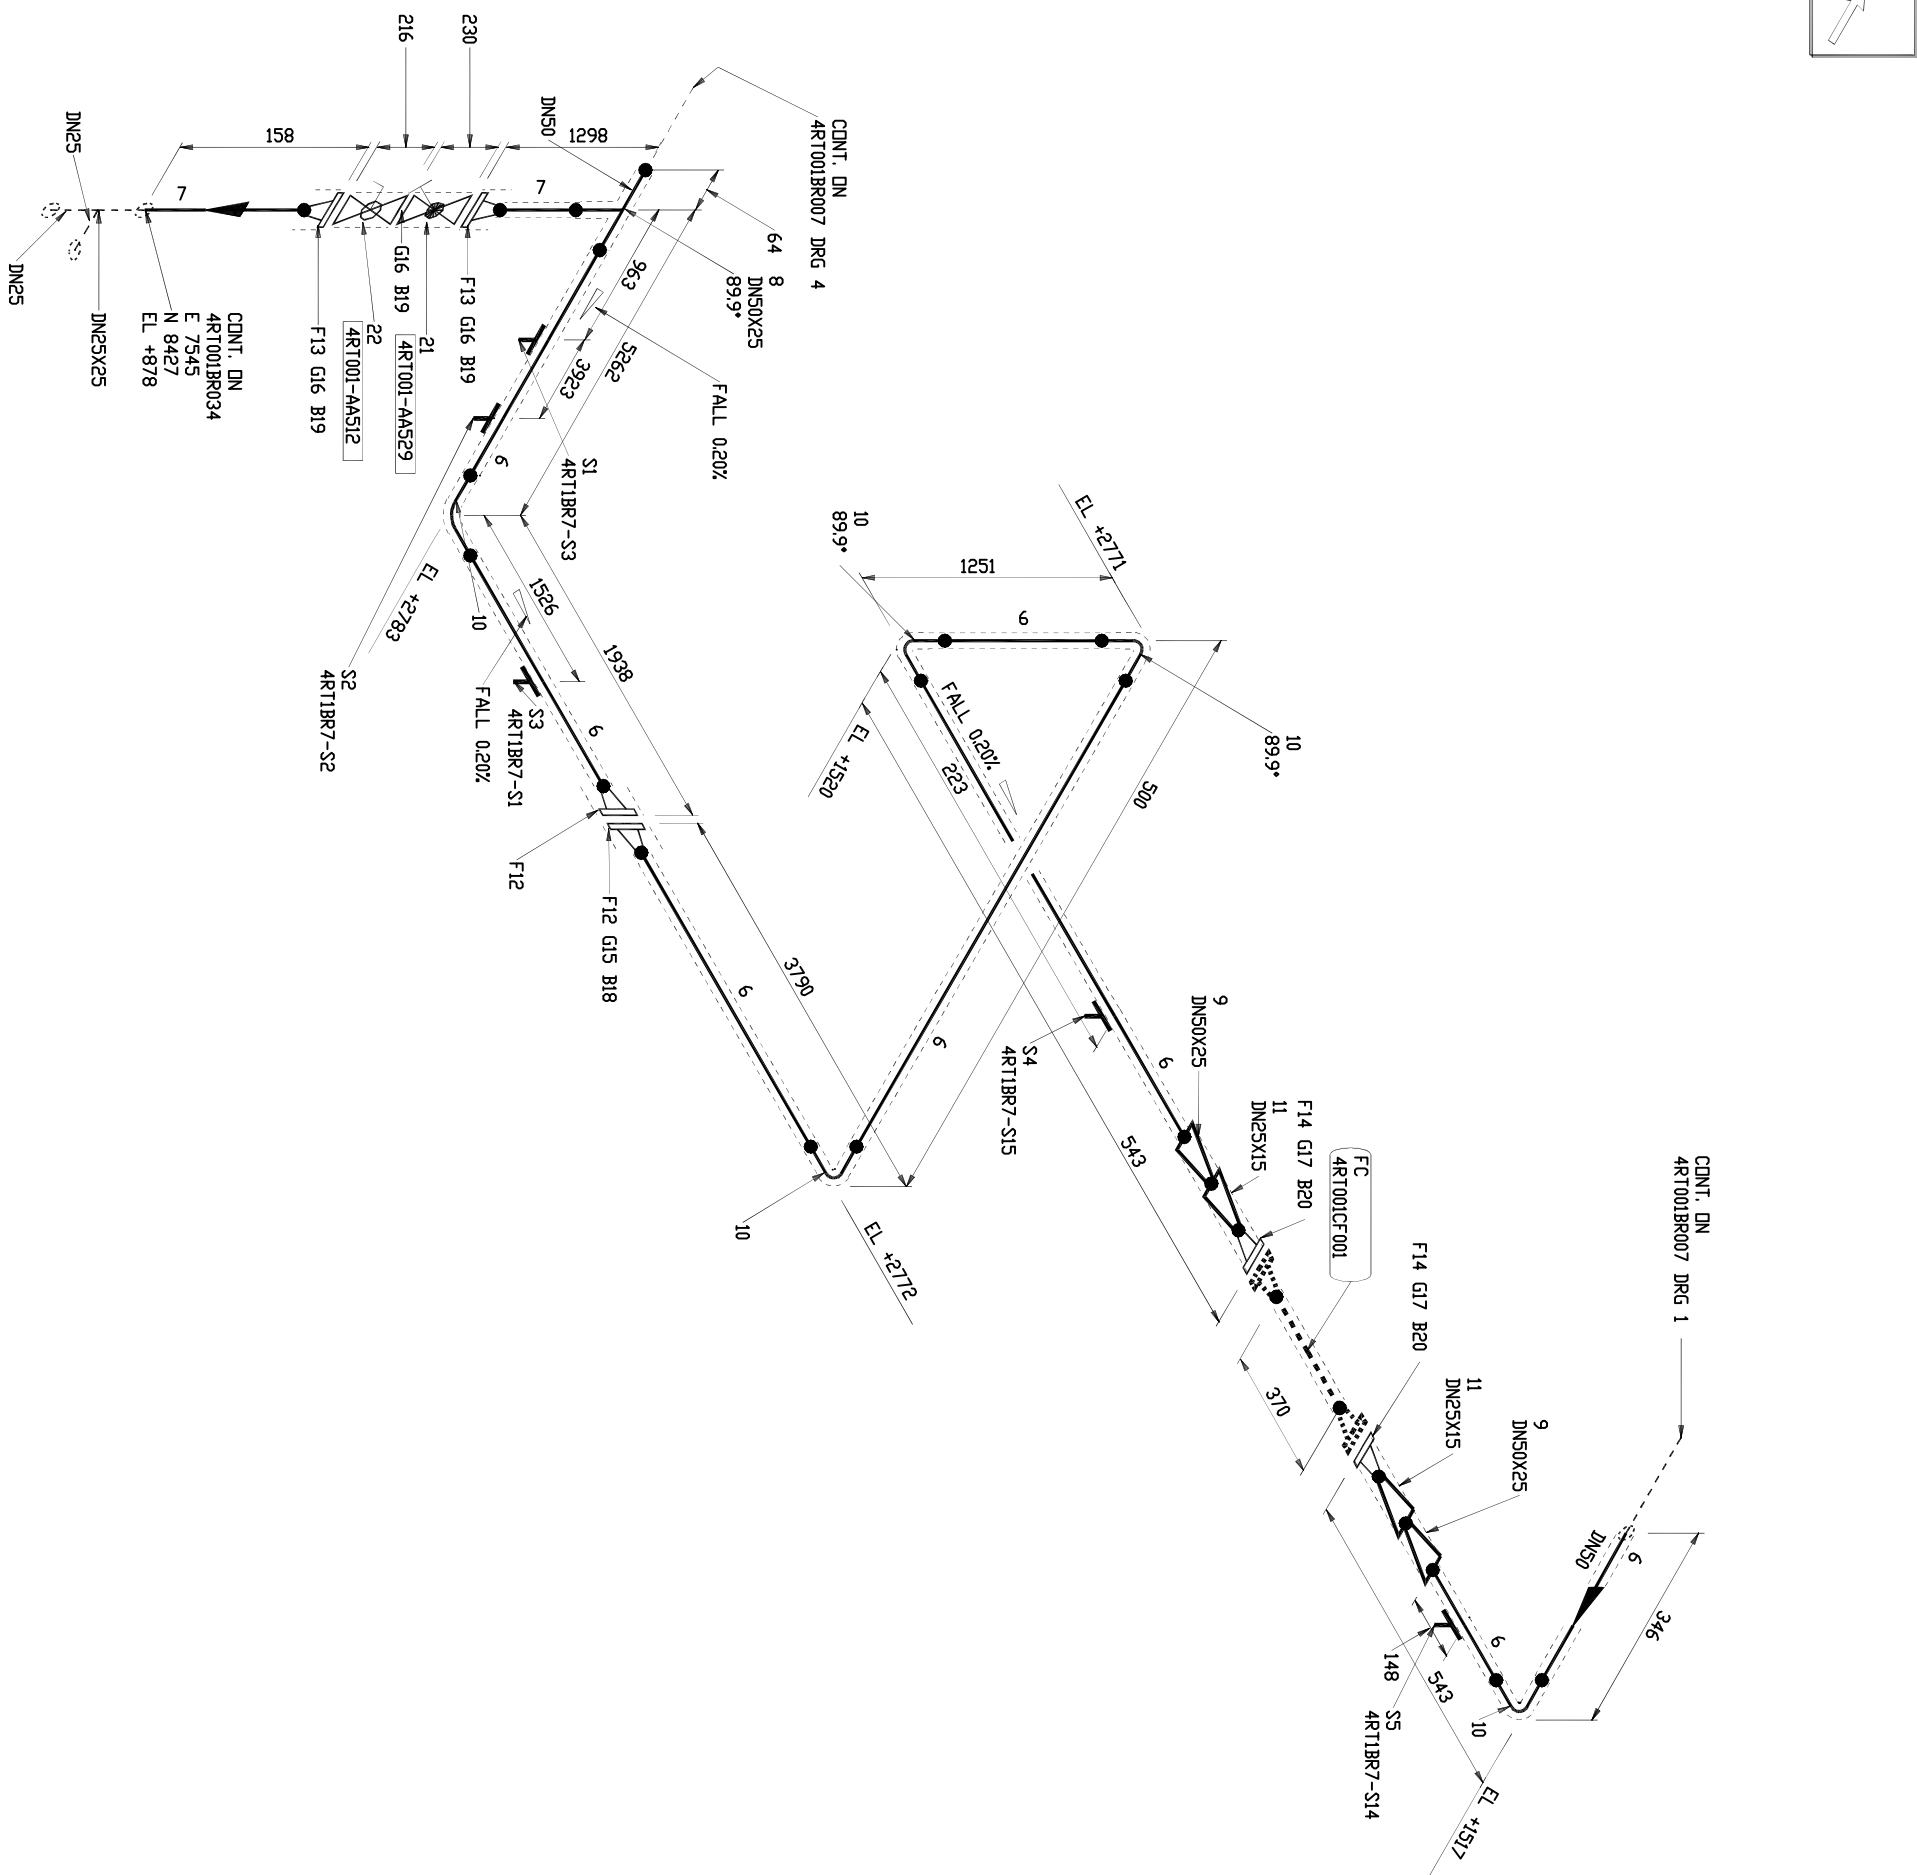 216
230
DN50
1298
158
DN25
7
7
CONT. ON
4RT001BR007 DRG 4
64
8
DN50X25
89.9°
963
5262
3923
FALL 0.20%
F13 G16 B19
G16 B19
21
4RT001-AA529
22
4RT001-AA512
F13 G16 B19
CONT. ON
4RT001BR034
E 7545
N 8427
EL +878
DN25X25
DN25
6
S1
4RT1BR7-S3
S2
4RT1BR7-S2
EL +2783
10
1526
FALL 0.20%
S3
4RT1BR7-S1
1938
6
F12
F12 G15 B18
6
3790
10
EL +2772
6
500
EL +2771
1251
10
89.9°
6
10
89.9°
FALL 0.20%
EL +1520
223
543
S4
4RT1BR7-S15
6
9
DN50X25
11
DN25X15
F14 G17 B20
FC
4RT001CF001
370
F14 G17 B20
11
DN25X15
9
DN50X25
CONT. ON
4RT001BR007 DRG 1
DN50
6
346
6
148
543
S5
4RT1BR7-S14
10
EL +1517